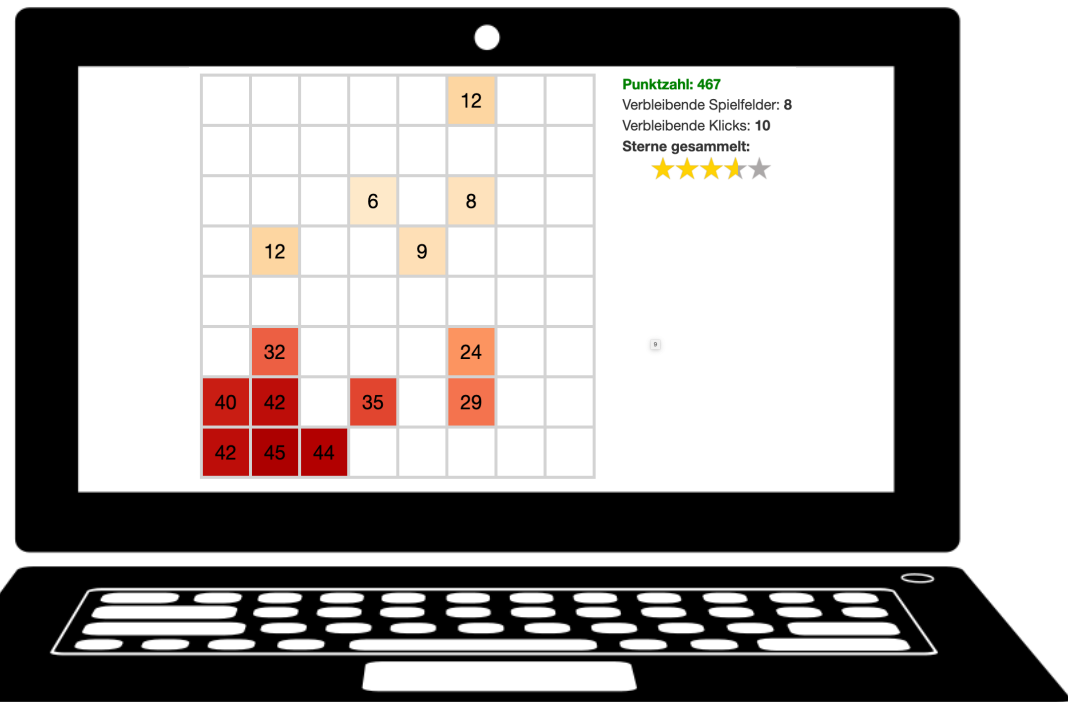 12
6 8
12 9
32 24
40 42 35 29
42 45 44
Punktzahl: 467
Verbleibende Spielfelder: 8
Verbleibende Klicks: 10
Sterne gesammelt:
9